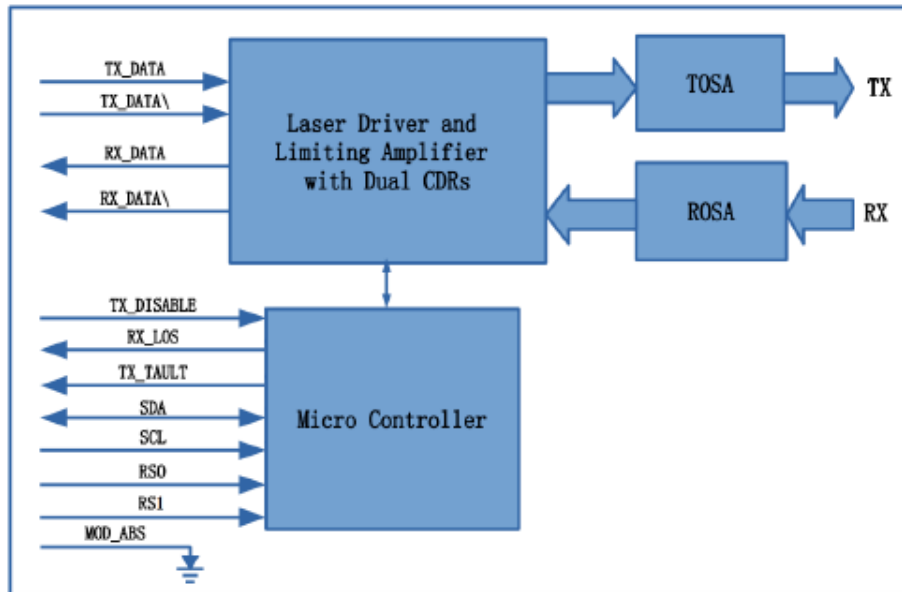 TX_DATA
TX_DATA\
RX_DATA
RX_DATA\
Laser Driver and
Limiting Amplifier
with Dual CDRs
TOSA
TX
ROSA
RX
TX_DISABLE
RX_LOS
TX_TAULT
SDA
SCL
RS0
RS1
MOD_ABS
Micro Controller